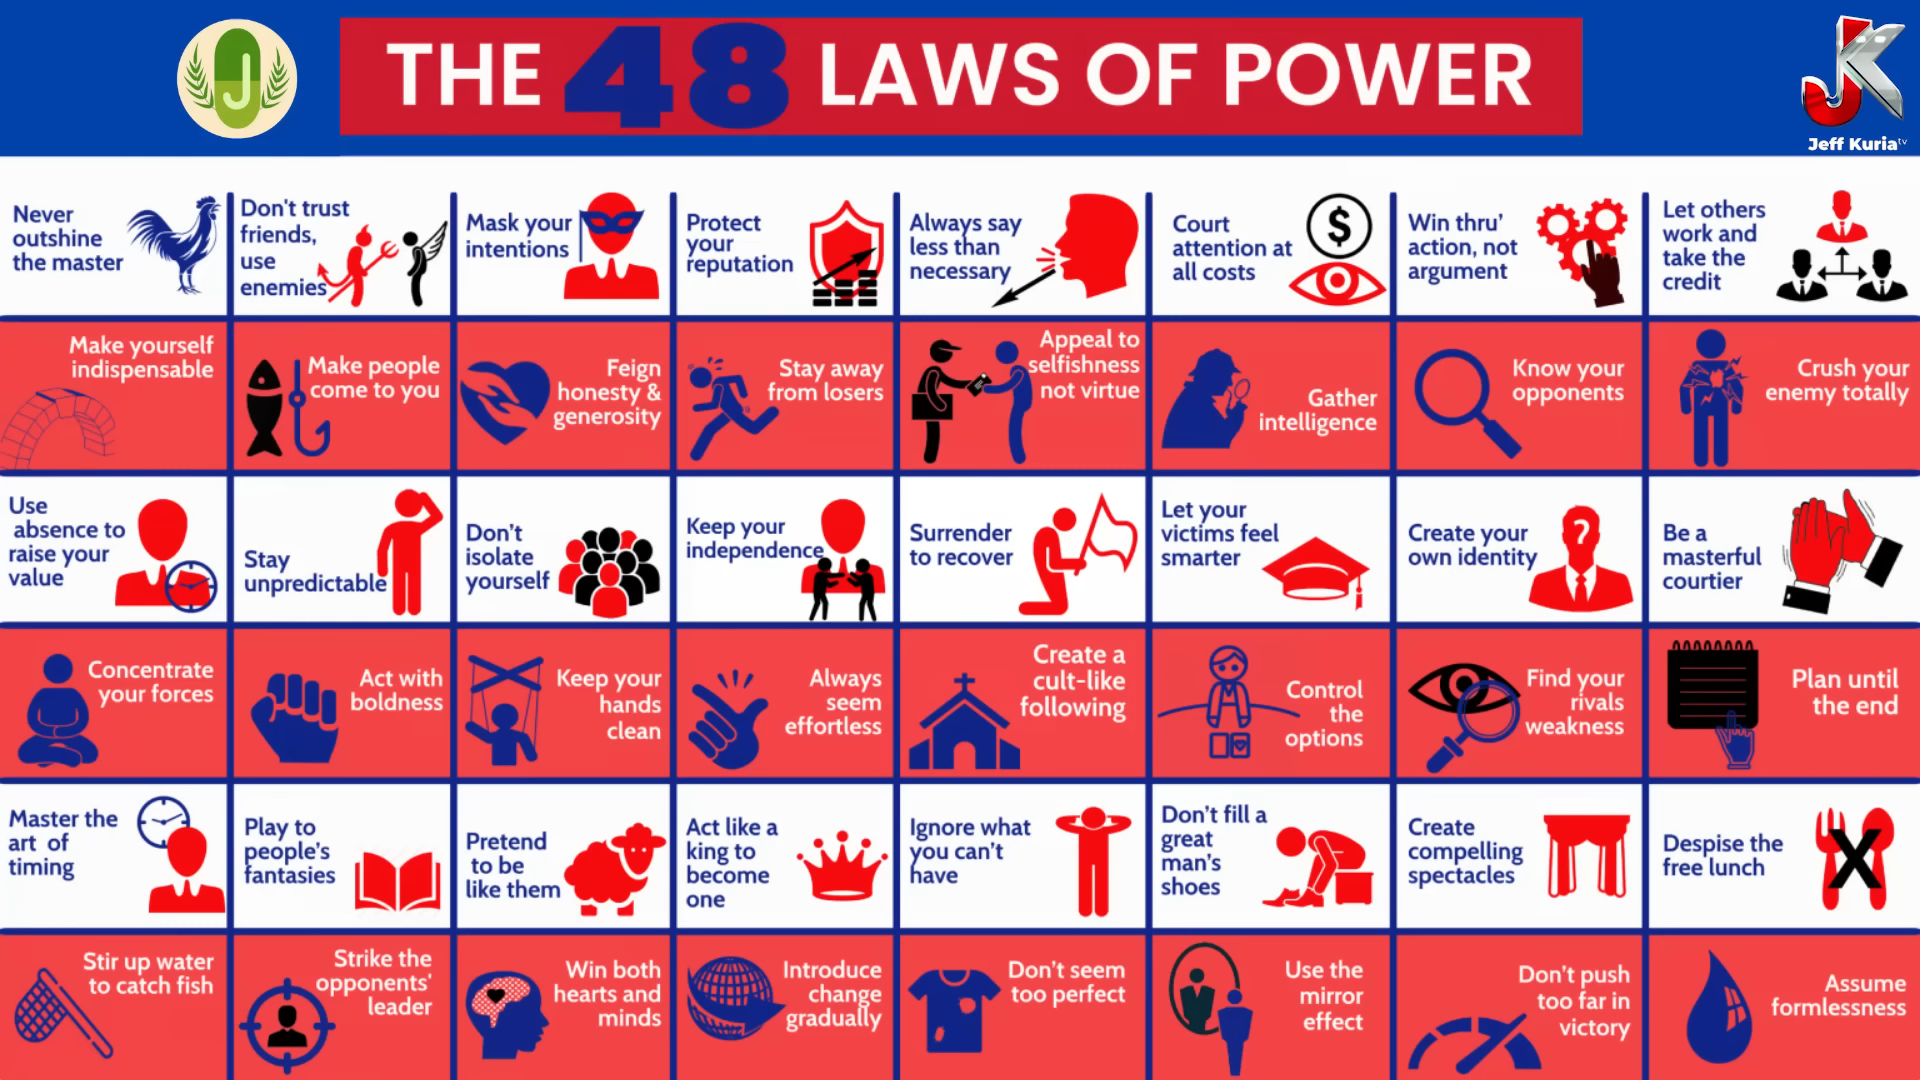 THE 48 LAWS OF POWER
J
JK
Jeff Kuria tv
Never
outshine
the master
Don't trust
friends,
use
enemies
Mask your
intentions
Protect
your
reputation
Always say
less than
necessary
Court
attention at
all costs
$
Win thru'
action, not
argument
Let others
work and
take the
credit
Make yourself
indispensable
Make people
come to you
Feign
honesty &
generosity
Stay away
from losers
Appeal to
selfishness
not virtue
Gather
intelligence
Know your
opponents
Crush your
enemy totally
Use
absence to
raise your
value
Stay
unpredictable
Don't
isolate
yourself
Keep your
independence
Surrender
to recover
Let your
victims feel
smarter
Create your
own identity
?
Be a
masterful
courtier
Concentrate
your forces
Act with
boldness
Keep your
hands
clean
Always
seem
effortless
Create a
cult-like
following
Control
the
options
Find your
rivals
weakness
Plan until
the end
Master the
art of
timing
Play to
people's
fantasies
Pretend
to be
like them
Act like a
king to
become
one
Ignore what
you can't
have
Don't fill a
great
man's
shoes
Create
compelling
spectacles
Despise the
free lunch
X
Stir up water
to catch fish
Strike the
opponents'
leader
Win both
hearts and
minds
Introduce
change
gradually
Don't seem
too perfect
Use the
mirror
effect
Don't push
too far in
victory
Assume
formlessness